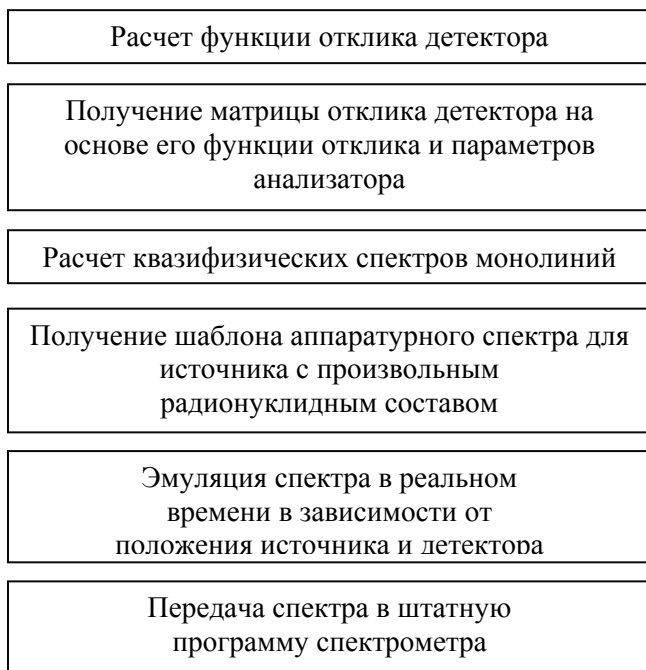 Расчет функции отклика детектора
Получение матрицы отклика детектора на
основе его функции отклика и параметров
анализатора
Расчет квазифизических спектров монолиний
Получение шаблона аппаратурного спектра для
источника с произвольным
радионуклидным составом
Эмуляция спектра в реальном
времени в зависимости от
положения источника и детектора
Передача спектра в штатную
программу спектрометра